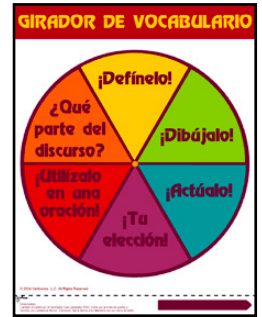 GIRADOR DE VOCABULARIO
¡Defínelo!
¡Dibújalo!
¡Actúalo!
¡Tu
elección!
¡Utilízalo
en una
oración!
¿Qué
parte del
discurso?